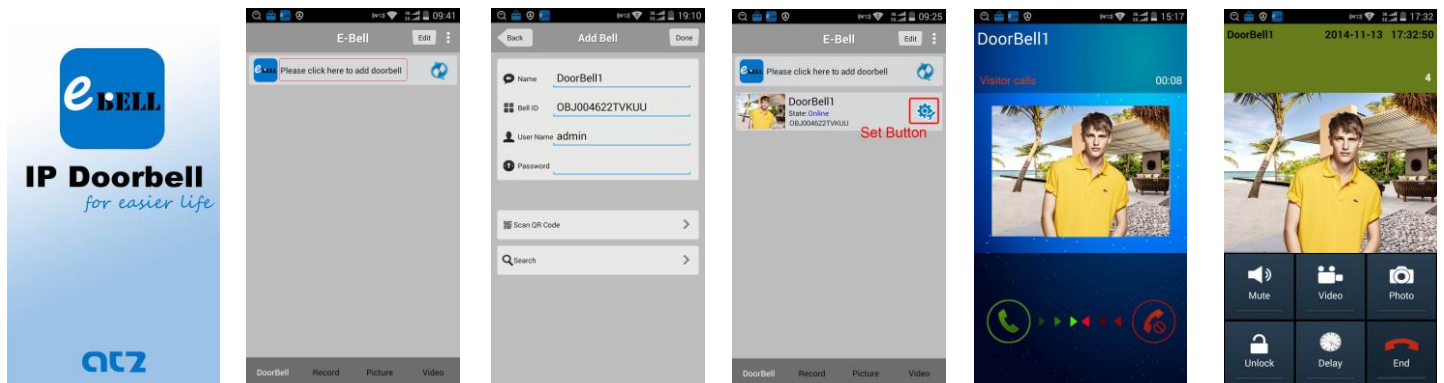 eBELL
IP Doorbell
for easier life
atz
09:41
E-Bell
Edit
eBELL
Please click here to add doorbell
DoorBell
Record
Picture
Video
19:10
Back
Add Bell
Done
Name
DoorBell1
Bell ID
OBJ004622TVKUU
User Name
admin
Password
Scan QR Code
Search
09:25
E-Bell
Edit
eBELL
Please click here to add doorbell
DoorBell1
State: Online
OBJ004622TVKUU
Set Button
DoorBell
Record
Picture
Video
15:17
DoorBell1
Visitor calls
00:08
17:32
DoorBell1
2014-11-13 17:32:50
4
Mute
Video
Photo
Unlock
Delay
End